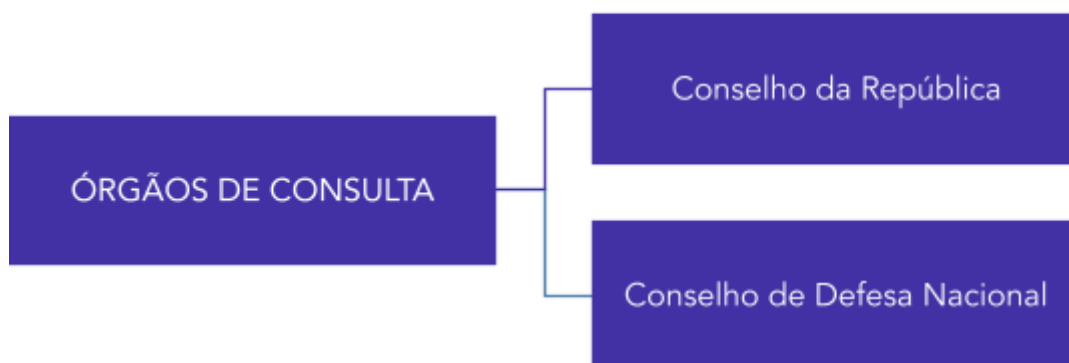 ÓRGÃOS DE CONSULTA
Conselho da República
Conselho de Defesa Nacional